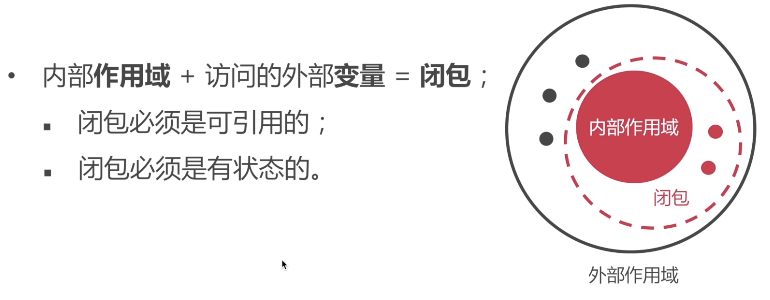 • 内部作用域 + 访问的外部变量 = 闭包；
▪ 闭包必须是可引用的；
▪ 闭包必须是有状态的。
内部作用域
闭包
外部作用域